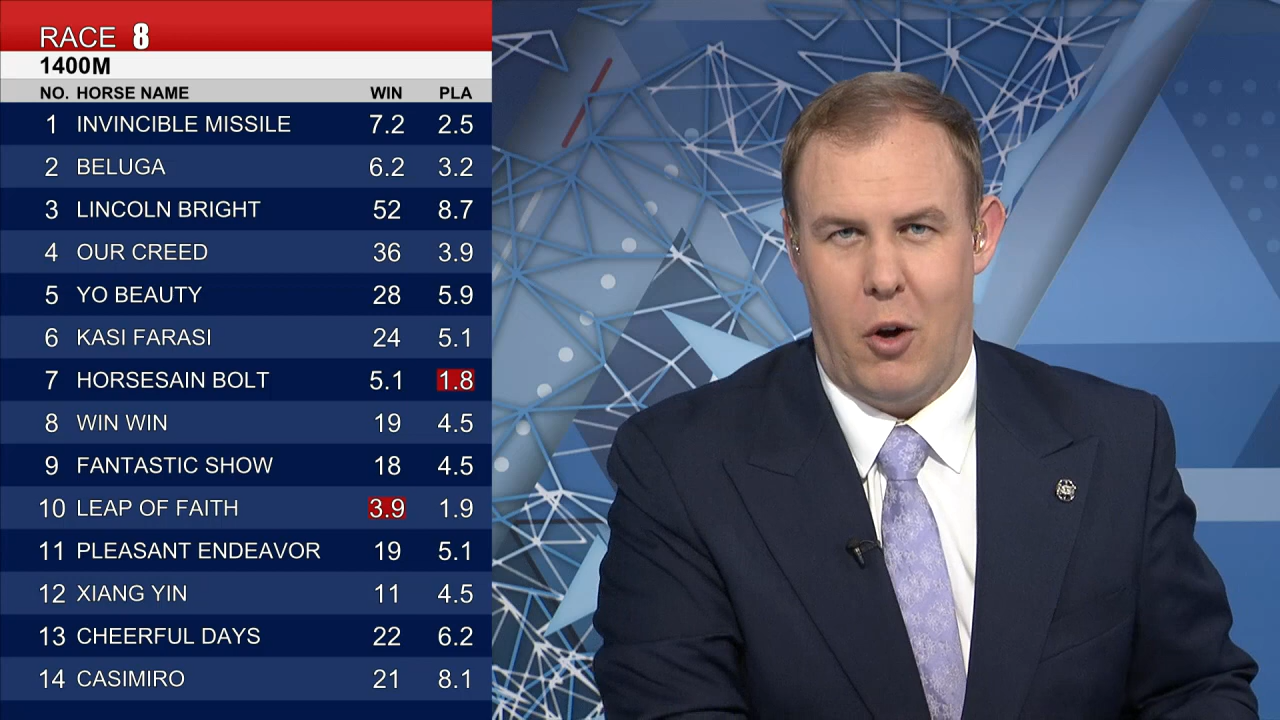 RACE 8
1400M
NO. HORSE NAME WIN PLA
1 INVINCIBLE MISSILE 7.2 2.5
2 BELUGA 6.2 3.2
3 LINCOLN BRIGHT 52 8.7
4 OUR CREED 36 3.9
5 YO BEAUTY 28 5.9
6 KASI FARASI 24 5.1
7 HORSESAIN BOLT 5.1 1.8
8 WIN WIN 19 4.5
9 FANTASTIC SHOW 18 4.5
10 LEAP OF FAITH 3.9 1.9
11 PLEASANT ENDEAVOR 19 5.1
12 XIANG YIN 11 4.5
13 CHEERFUL DAYS 22 6.2
14 CASIMIRO 21 8.1